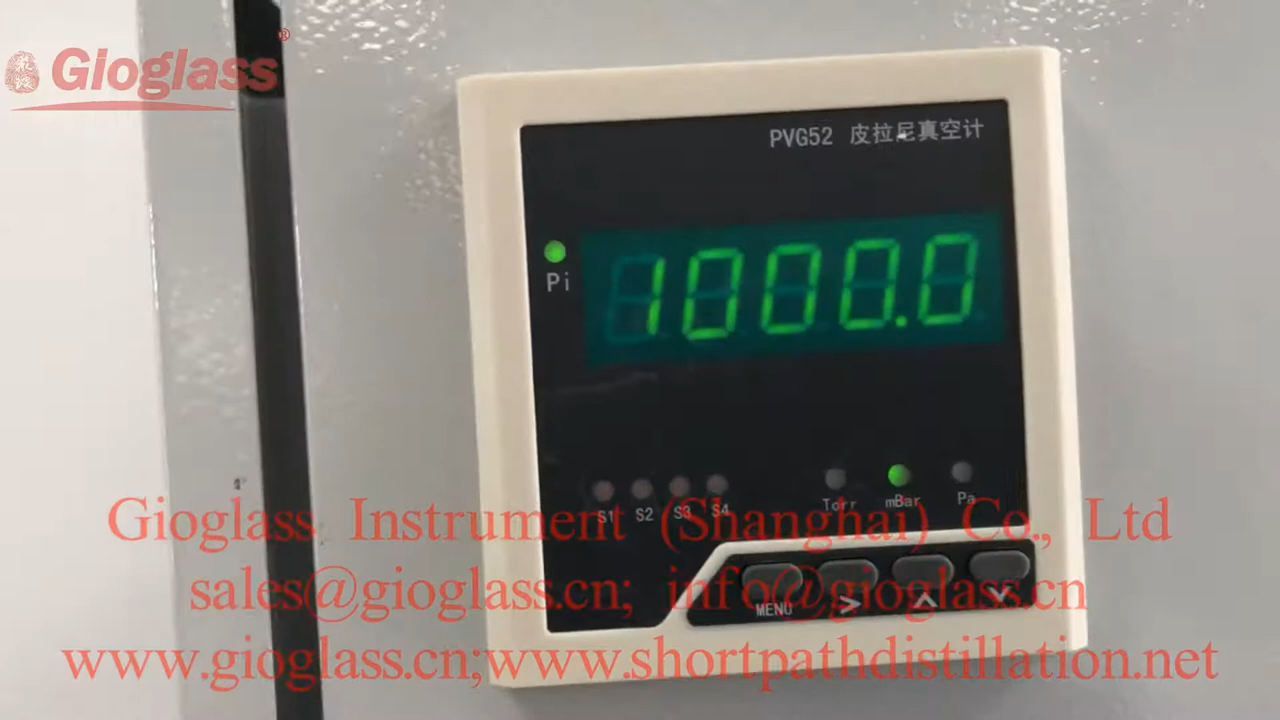 Gioglass®
PVG52 皮拉尼真空计
1000.0
Pi
S1 S2 S3 S4
Torr mBar Pa
Gioglass Instrument (Shanghai) Co., Ltd
sales@gioglass.cn; info@gioglass.cn
MENU > ∧ ∨
www.gioglass.cn;www.shortpathdistillation.net